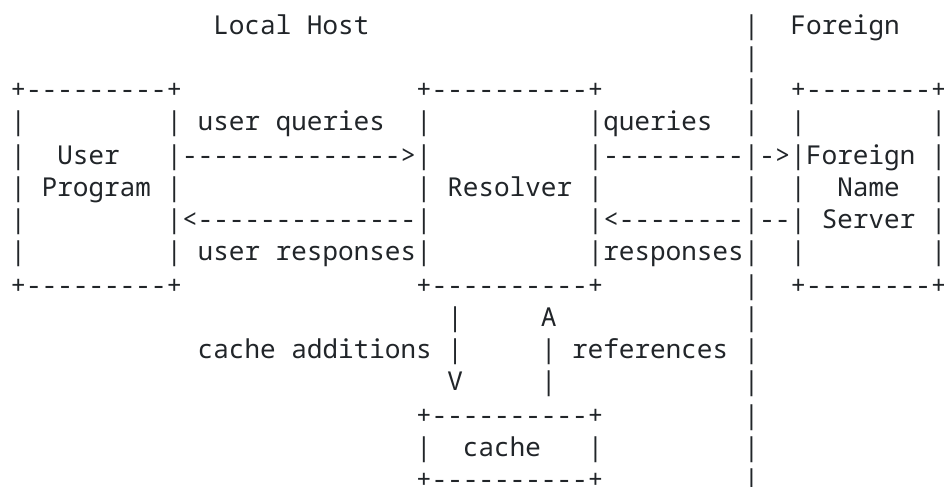 Local Host | Foreign
|
+---------+ +----------+ | +--------+
| | user queries | |queries | | |
| User |-------------->| |---------|->|Foreign |
| Program | | Resolver | | | Name |
| |<--------------| |<--------|--| Server |
| | user responses| |responses| | |
+---------+ +----------+ | +--------+
| A |
cache additions | | references |
V | |
+----------+ |
| cache | |
+----------+ |